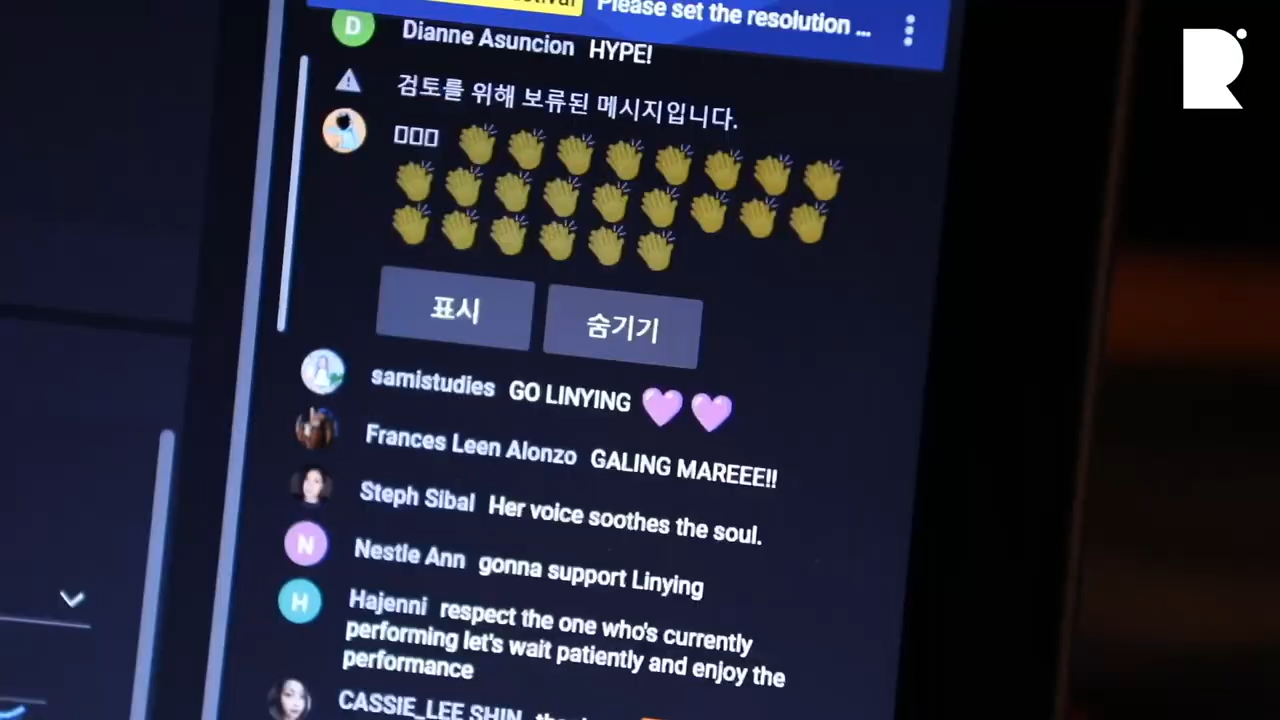 Please set the resolution ...
D
Dianne Asuncion HYPE!
검토를 위해 보류된 메시지입니다.
▯▯▯ 👏👏👏👏👏👏👏👏
👏👏👏👏👏👏👏👏👏
👏👏👏👏👏👏
표시 숨기기
samistudies GO LINYING 💜💜
Frances Leen Alonzo GALING MAREEE!!
Steph Sibal Her voice soothes the soul.
N
Nestle Ann gonna support Linying
H
Hajenni respect the one who's currently
performing let's wait patiently and enjoy the
performance
CASSIE_LEE SHIN
R